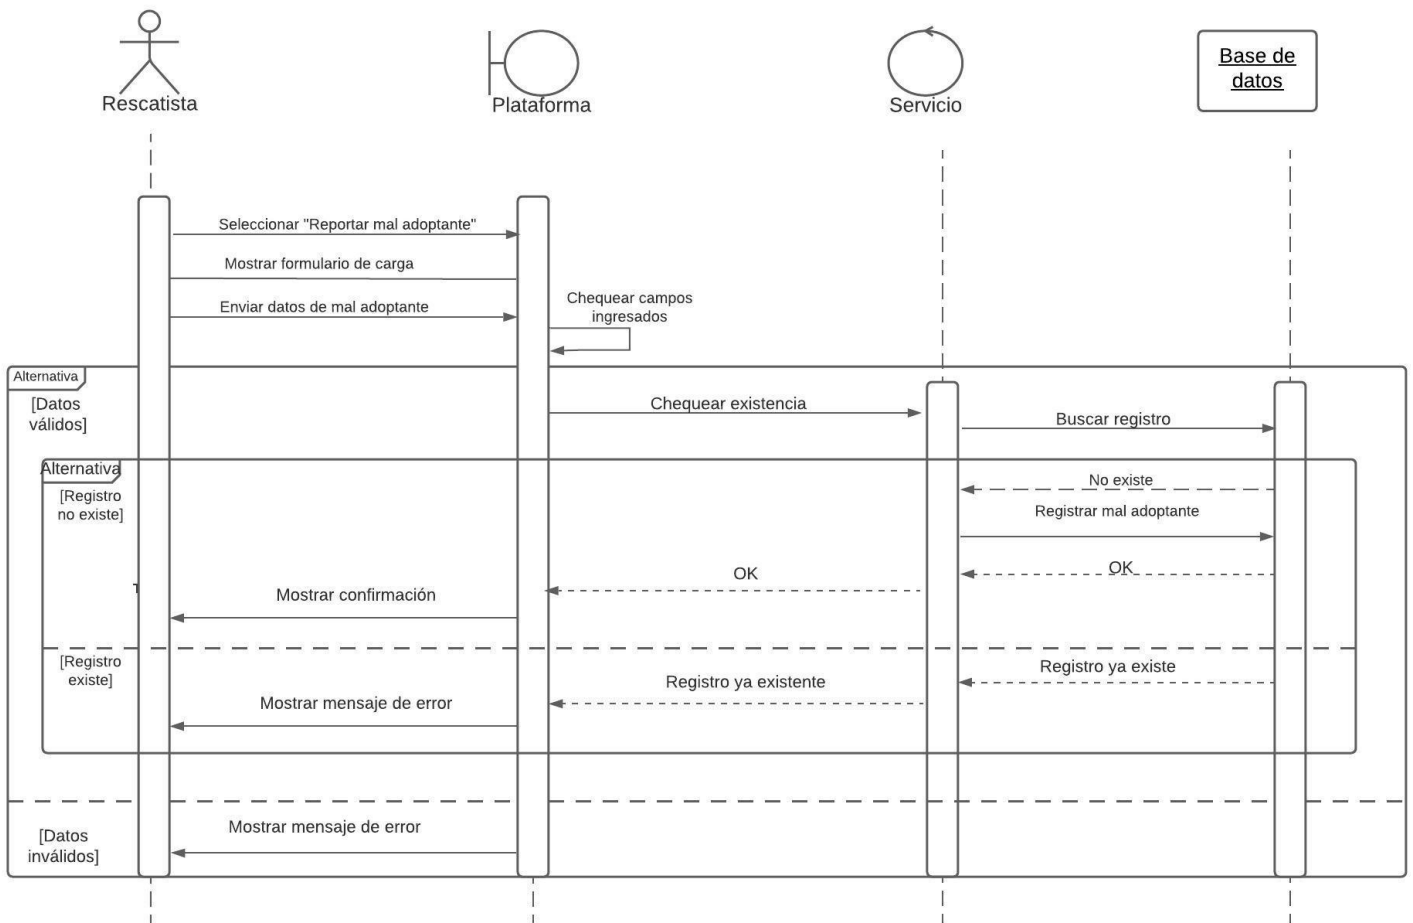 Rescatista
Plataforma
Servicio
Base de
datos
Seleccionar "Reportar mal adoptante"
Mostrar formulario de carga
Enviar datos de mal adoptante
Chequear campos
ingresados
Alternativa
[Datos
válidos]
Chequear existencia
Buscar registro
Alternativa
[Registro
no existe]
No existe
Registrar mal adoptante
OK
OK
Mostrar confirmación
[Registro
existe]
Registro ya existe
Registro ya existente
Mostrar mensaje de error
[Datos
inválidos]
Mostrar mensaje de error